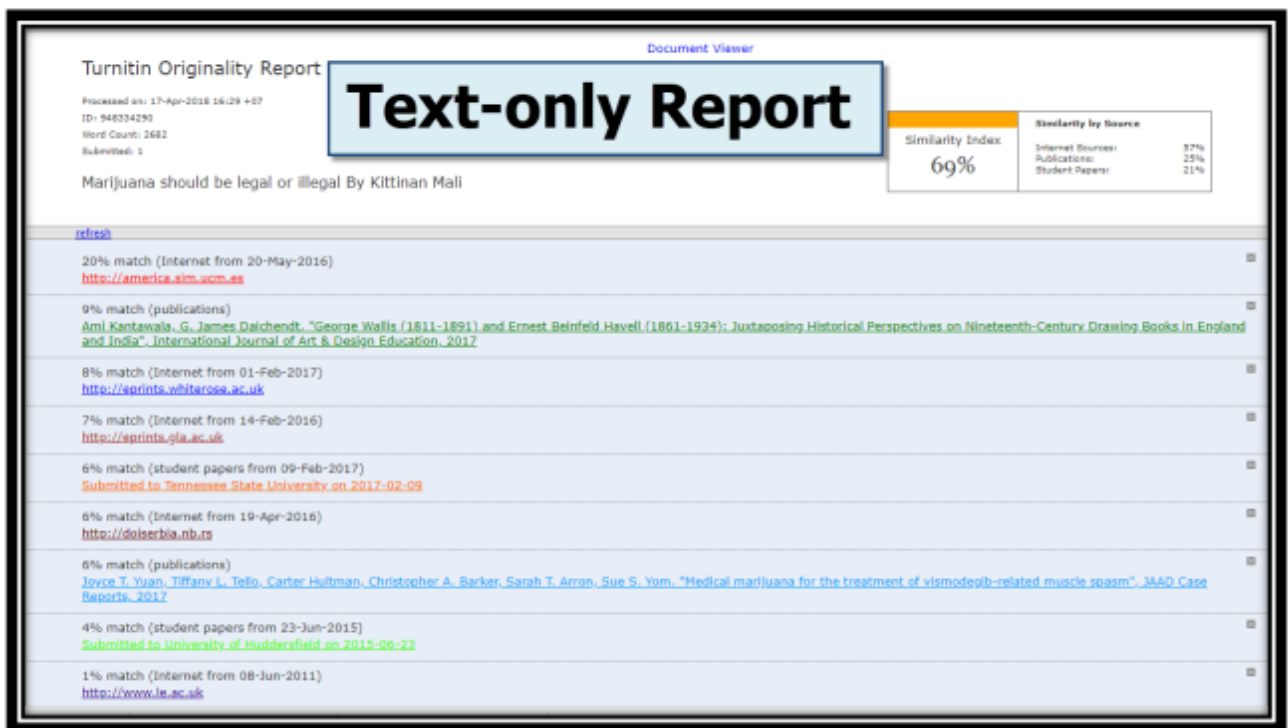 Document Viewer
Turnitin Originality Report
Text-only Report
Processed on: 17-Apr-2018 16:29 +07
ID: 948334290
Word Count: 2682
Submitted: 1
Marijuana should be legal or illegal By Kittinan Mali
Similarity Index
69%
Similarity by Source
Internet Sources: 57%
Publications: 25%
Student Papers: 21%
refresh
20% match (Internet from 20-May-2016)
http://america.sim.ucm.es
9% match (publications)
Ami Kantawala, G. James Daichendt. "George Wallis (1811-1891) and Ernest Beinfeld Havell (1861-1934): Juxtaposing Historical Perspectives on Nineteenth-Century Drawing Books in England
and India", International Journal of Art & Design Education, 2017
8% match (Internet from 01-Feb-2017)
http://eprints.whiterose.ac.uk
7% match (Internet from 14-Feb-2016)
http://eprints.gla.ac.uk
6% match (student papers from 09-Feb-2017)
Submitted to Tennessee State University on 2017-02-09
6% match (Internet from 19-Apr-2016)
http://doiserbia.nb.rs
6% match (publications)
Joyce T. Yuan, Tiffany L. Tello, Carter Hultman, Christopher A. Barker, Sarah T. Arron, Sue S. Yom. "Medical marijuana for the treatment of vismodegib-related muscle spasm", JAAD Case
Reports, 2017
4% match (student papers from 23-Jun-2015)
Submitted to University of Huddersfield on 2015-06-23
1% match (Internet from 08-Jun-2011)
http://www.le.ac.uk